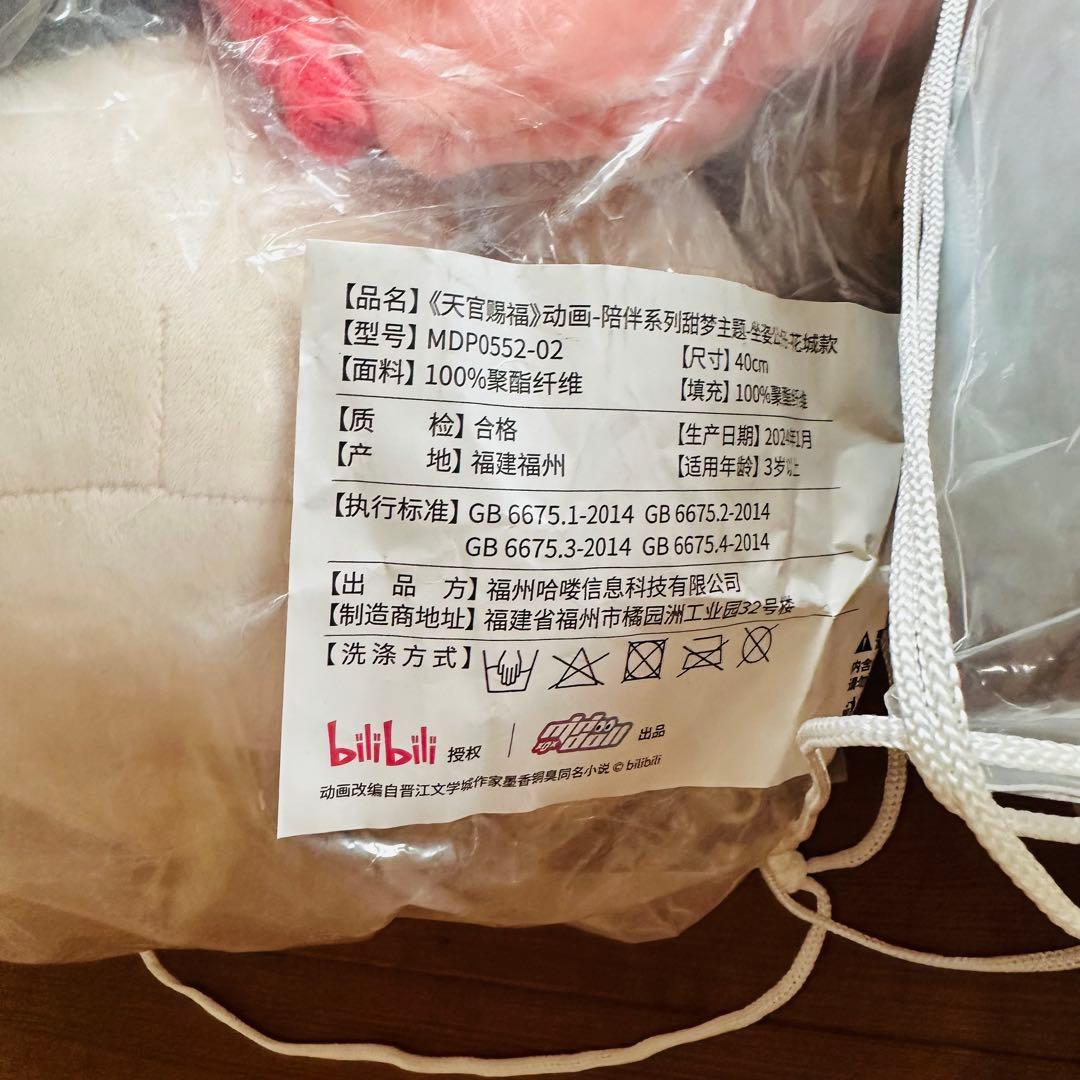 【品名】《天官赐福》动画-陪伴系列甜梦主题-坐姿公仔-花城款
【型号】MDP0552-02 【尺寸】40cm
【面料】100%聚酯纤维 【填充】100%聚酯纤维
【质 检】合格 【生产日期】2024年1月
【产 地】福建福州 【适用年龄】3岁以上
【执行标准】GB 6675.1-2014 GB 6675.2-2014
GB 6675.3-2014 GB 6675.4-2014
【出 品 方】福州哈喽信息科技有限公司
【制造商地址】福建省福州市橘园洲工业园32号楼
【洗涤方式】
bilibili 授权 | 出品
动画改编自晋江文学城作家墨香铜臭同名小说 © bilibili
内含